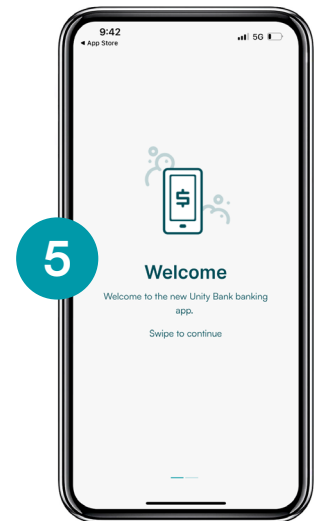 9:42
◀ App Store
5G
$
5
Welcome
Welcome to the new Unity Bank banking
app.
Swipe to continue